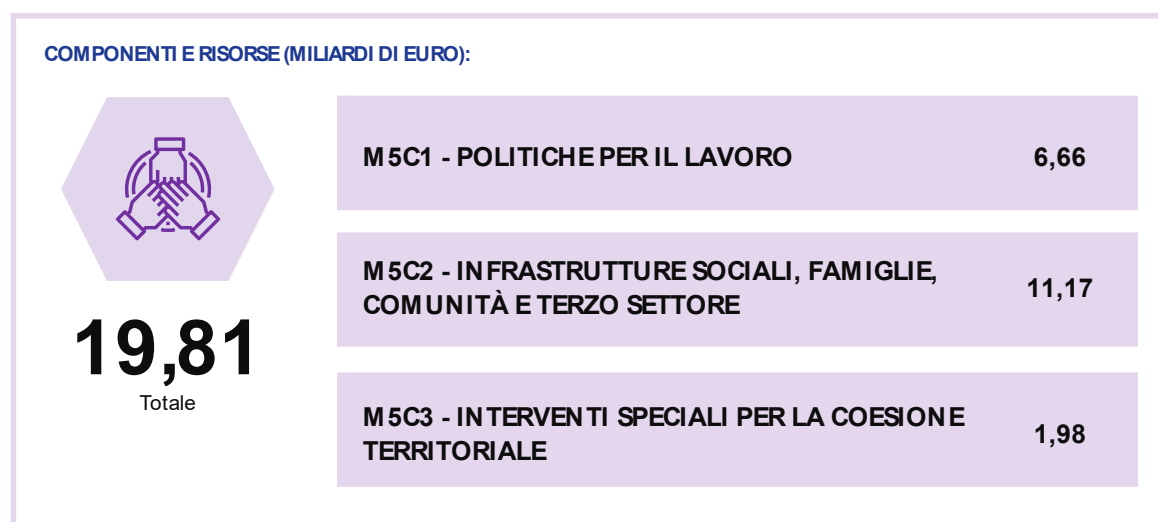 COMPONENTI E RISORSE (MILIARDI DI EURO):
M5C1 - POLITICHE PER IL LAVORO 6,66
M5C2 - INFRASTRUTTURE SOCIALI, FAMIGLIE,
COMUNITÀ E TERZO SETTORE 11,17
19,81
Totale
M5C3 - INTERVENTI SPECIALI PER LA COESIONE
TERRITORIALE 1,98